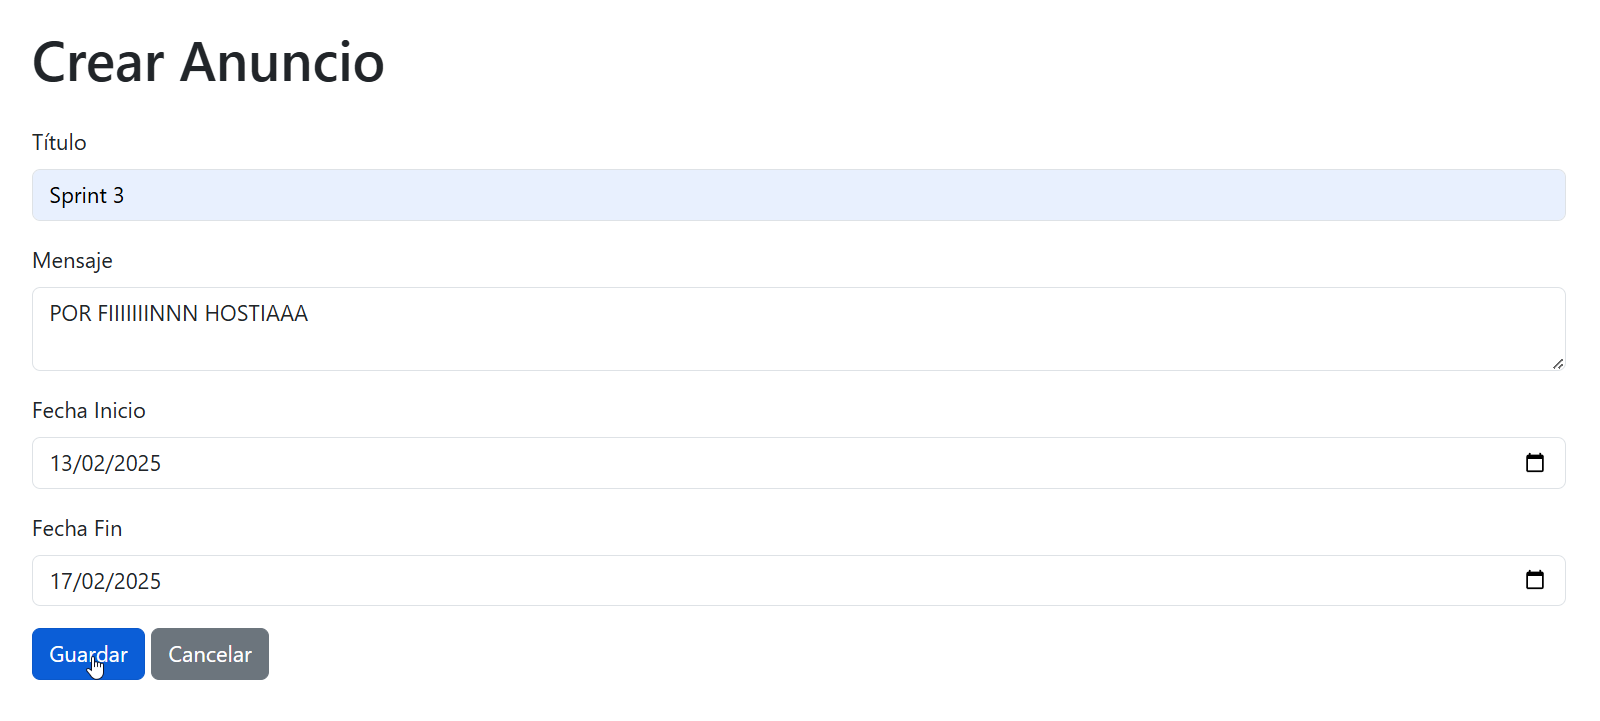 Crear Anuncio
Título
Sprint 3
Mensaje
POR FIIIIIIINNN HOSTIAAA
Fecha Inicio
13/02/2025
Fecha Fin
17/02/2025
Guardar Cancelar